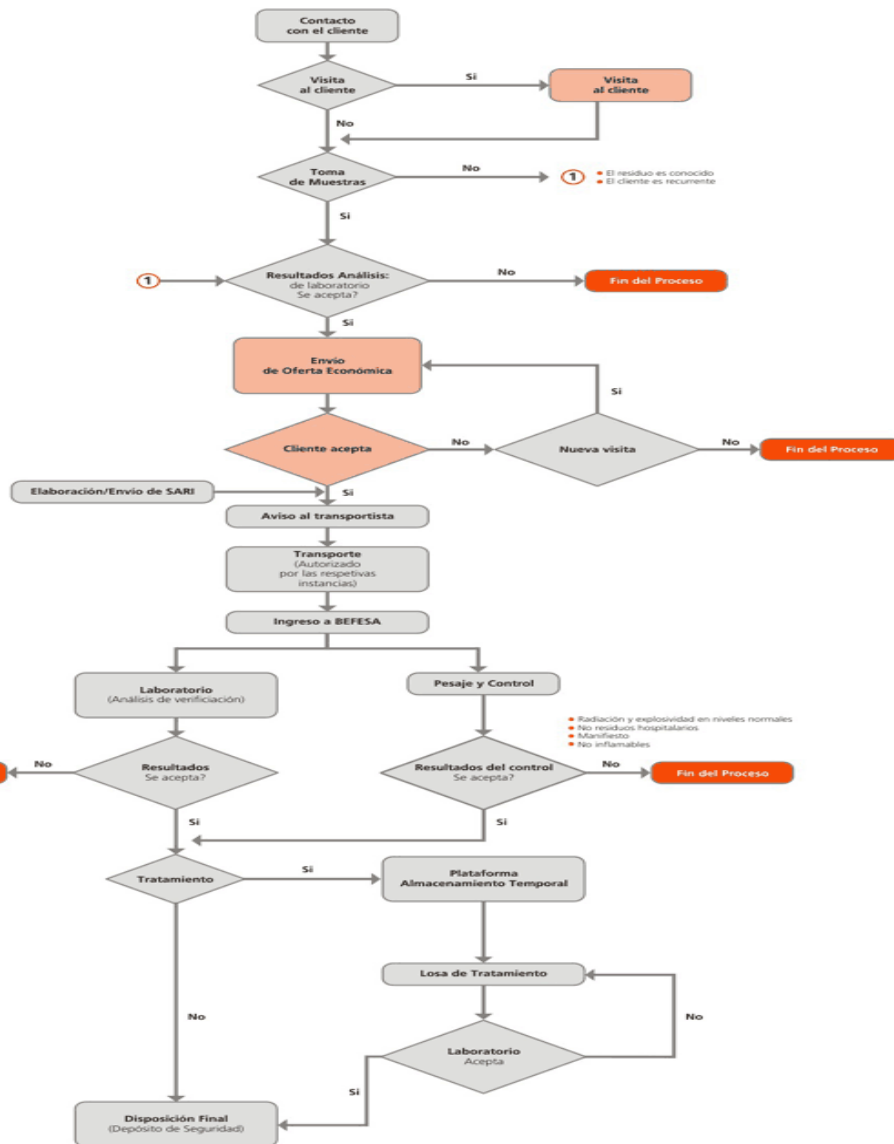 Contacto
con el cliente
Visita
al cliente
Si
Visita
al cliente
No
Toma
de Muestras
No
1
• El residuo es conocido
• El cliente es recurrente
Si
1
Resultados Análisis:
de laboratorio
Se acepta?
No
Fin del Proceso
Si
Envío
de Oferta Económica
Si
Cliente acepta
No
Nueva visita
No
Fin del Proceso
Elaboración/Envío de SARI
Si
Aviso al transportista
Transporte
(Autorizado
por las respetivas
instancias)
Ingreso a BEFESA
Laboratorio
(Análisis de verificiación)
Pesaje y Control
• Radiación y explosividad en niveles normales
• No residuos hospitalarios
• Manifiesto
• No inflamables
No
Resultados
Se acepta?
Resultados del control
Se acepta?
No
Fin del Proceso
Si
Si
Tratamiento
Si
Plataforma
Almacenamiento Temporal
Losa de Tratamiento
No
No
Laboratorio
Acepta
Si
Disposición Final
(Depósito de Seguridad)